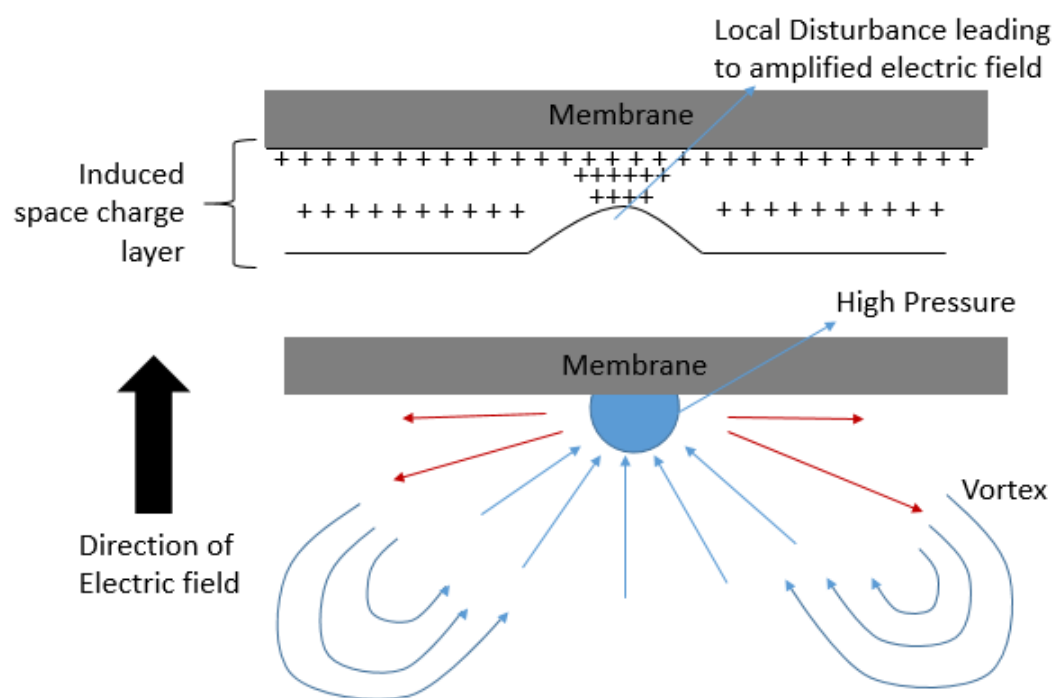 Local Disturbance leading
to amplified electric field
Membrane
+ + + + + + + + + + + + + + + + + + + + + + +
++++++
++++
Induced
space charge
layer
+ + + + + + + + + +
+ + + + + + + + + +
High Pressure
Membrane
Vortex
Direction of
Electric field